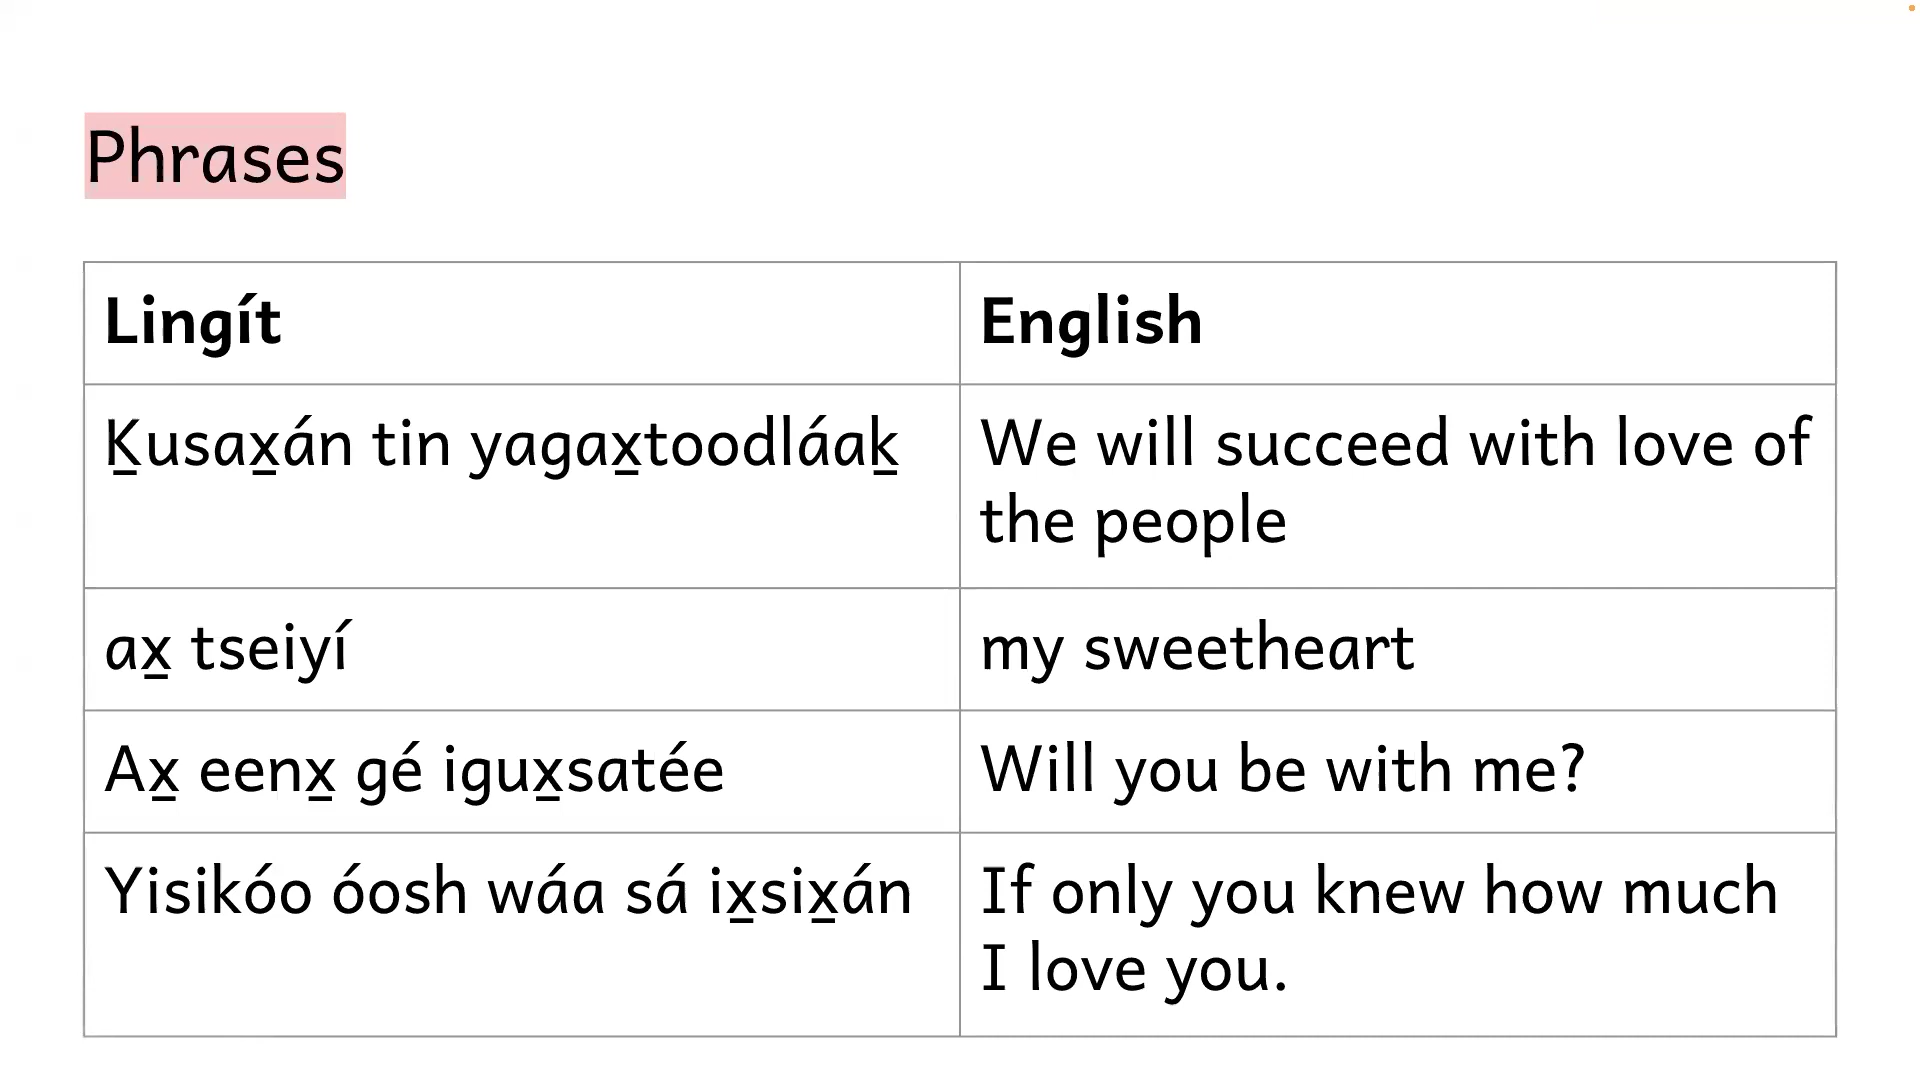 Phrases
Lingít
English
Ḵusax̱án tin yagax̱toodláaḵ
We will succeed with love of
the people
ax̱ tseiyí
my sweetheart
Ax̱ eenx̱ gé igux̱satée
Will you be with me?
Yisikóo óosh wáa sá ix̱six̱án
If only you knew how much
I love you.